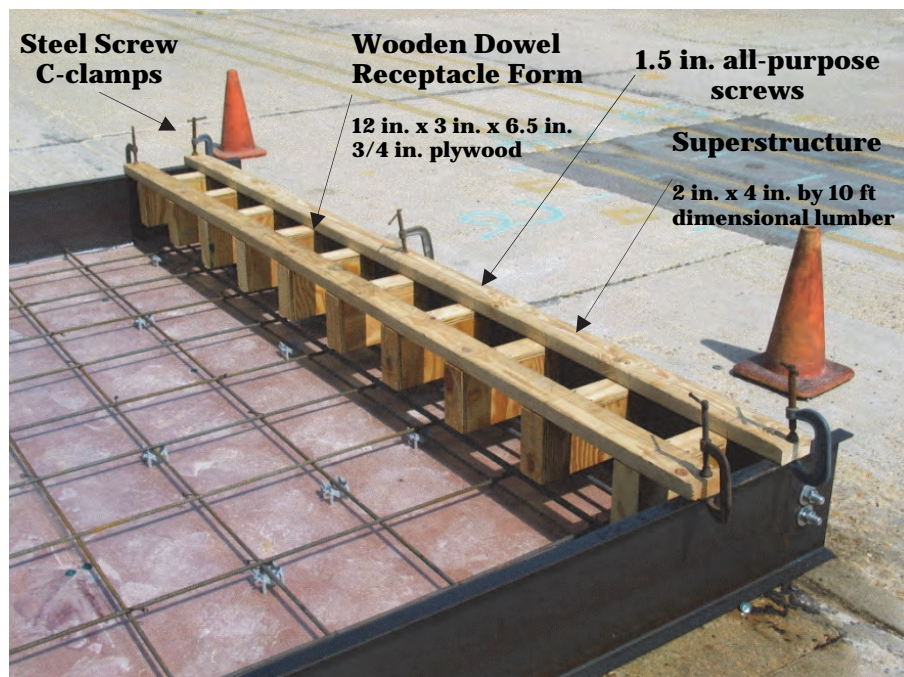 Steel Screw
C-clamps
Wooden Dowel
Receptacle Form
12 in. x 3 in. x 6.5 in.
3/4 in. plywood
1.5 in. all-purpose
screws
Superstructure
2 in. x 4 in. by 10 ft
dimensional lumber